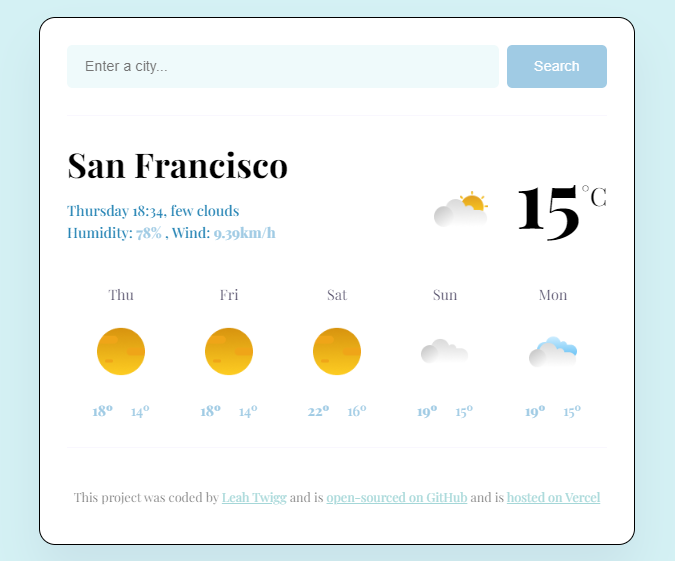 Enter a city...
Search
San Francisco
15°C
Thursday 18:34, few clouds
Humidity: 78% , Wind: 9.39km/h
Thu Fri Sat Sun Mon
18° 14° 18° 14° 22° 16° 19° 15° 19° 15°
This project was coded by Leah Twigg and is open-sourced on GitHub and is hosted on Vercel